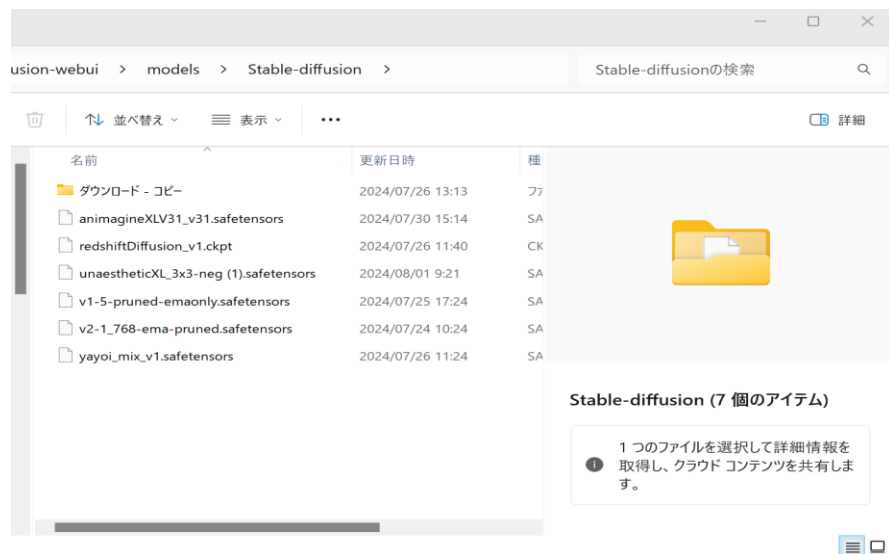 usion-webui > models > Stable-diffusion >
Stable-diffusionの検索
並べ替え
表示
詳細
名前 更新日時 種
ダウンロード - コピー 2024/07/26 13:13 ファ
animagineXLV31_v31.safetensors 2024/07/30 15:14 SA
redshiftDiffusion_v1.ckpt 2024/07/26 11:40 CK
unaestheticXL_3x3-neg (1).safetensors 2024/08/01 9:21 SA
v1-5-pruned-emaonly.safetensors 2024/07/25 17:24 SA
v2-1_768-ema-pruned.safetensors 2024/07/24 10:24 SA
yayoi_mix_v1.safetensors 2024/07/26 11:24 SA
Stable-diffusion (7 個のアイテム)
1 つのファイルを選択して詳細情報を
取得し、クラウド コンテンツを共有しま
す。